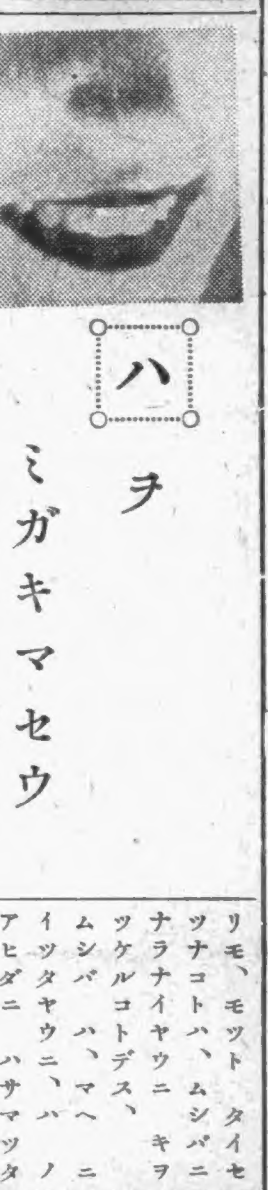 ハヲ
ミガキマセウ
リモ、モツト タイセ
ツナコトハ、ムシバニ
ナラナイヤウニ キヲ
ツケルコトデス、
ムシバ ハ、マヘ ニ
イツタヤウニ、ハ ノ
アヒダニ ハサマツタ